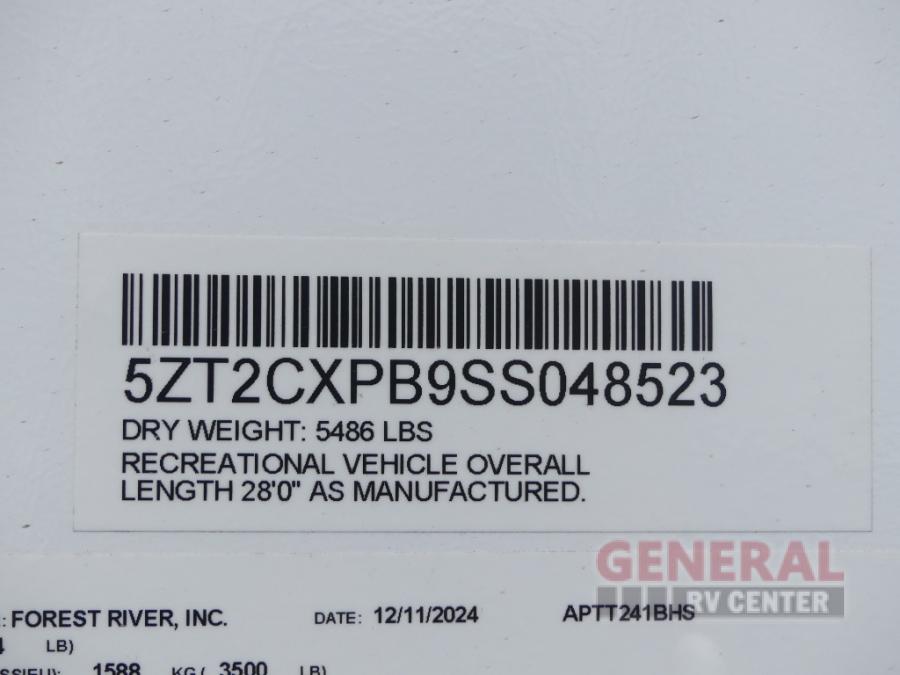 5ZT2CXPB9SS048523
DRY WEIGHT: 5486 LBS
RECREATIONAL VEHICLE OVERALL
LENGTH 28'0" AS MANUFACTURED.
GENERAL
RV CENTER
: FOREST RIVER, INC. DATE: 12/11/2024 APTT241BHS
4 LB)
1588 KG ( 3500 LB)